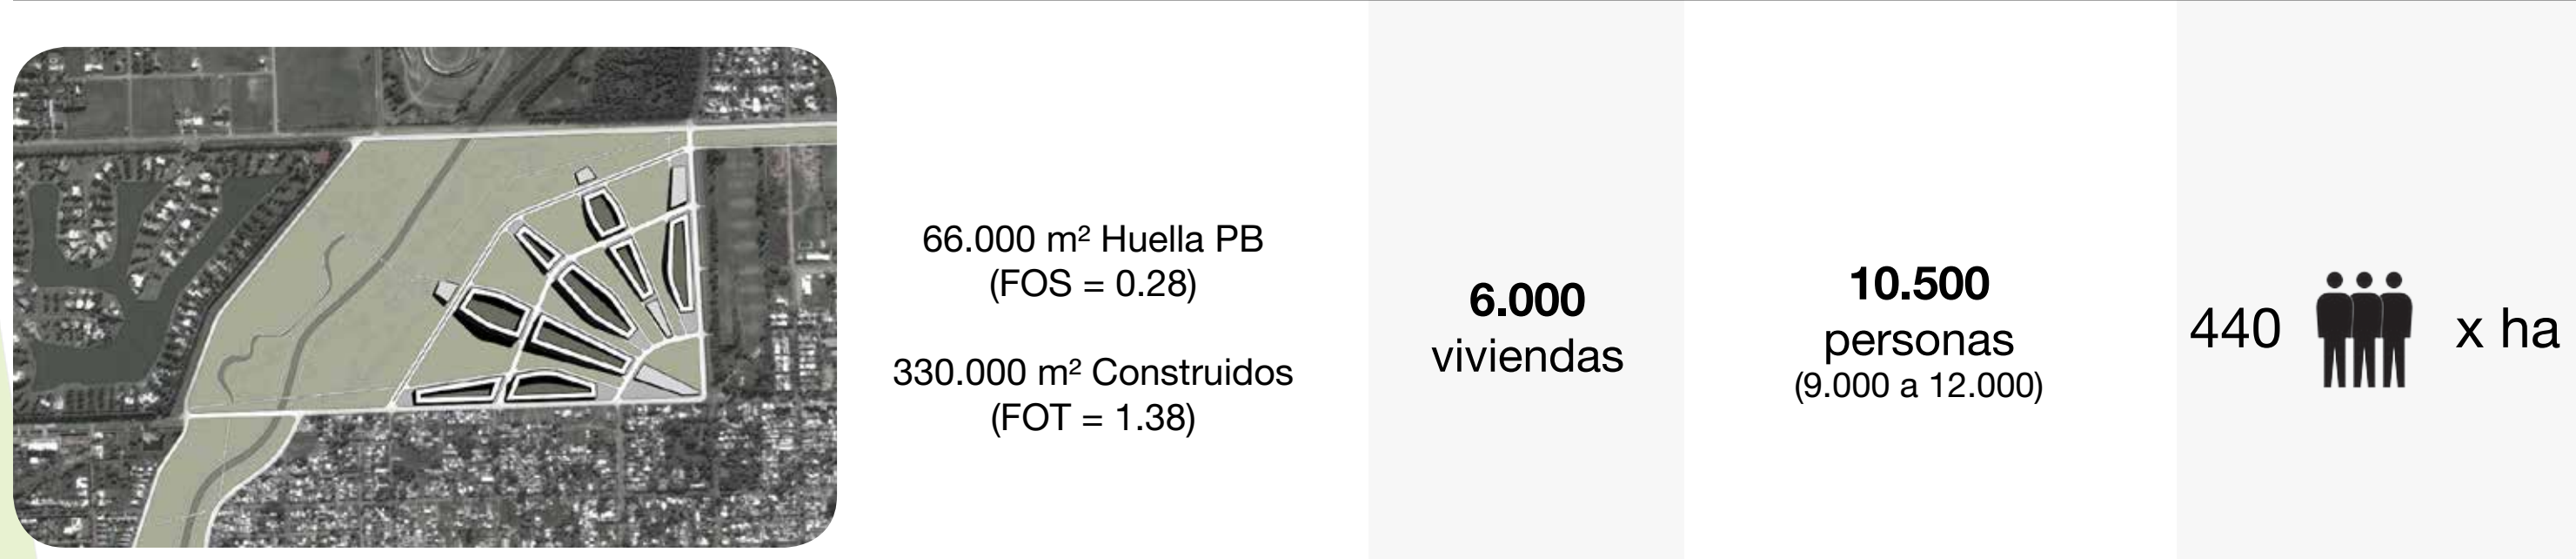 66.000 m² Huella PB
(FOS = 0.28)
330.000 m² Construidos
(FOT = 1.38)
6.000
viviendas
10.500
personas
(9.000 a 12.000)
440 x ha